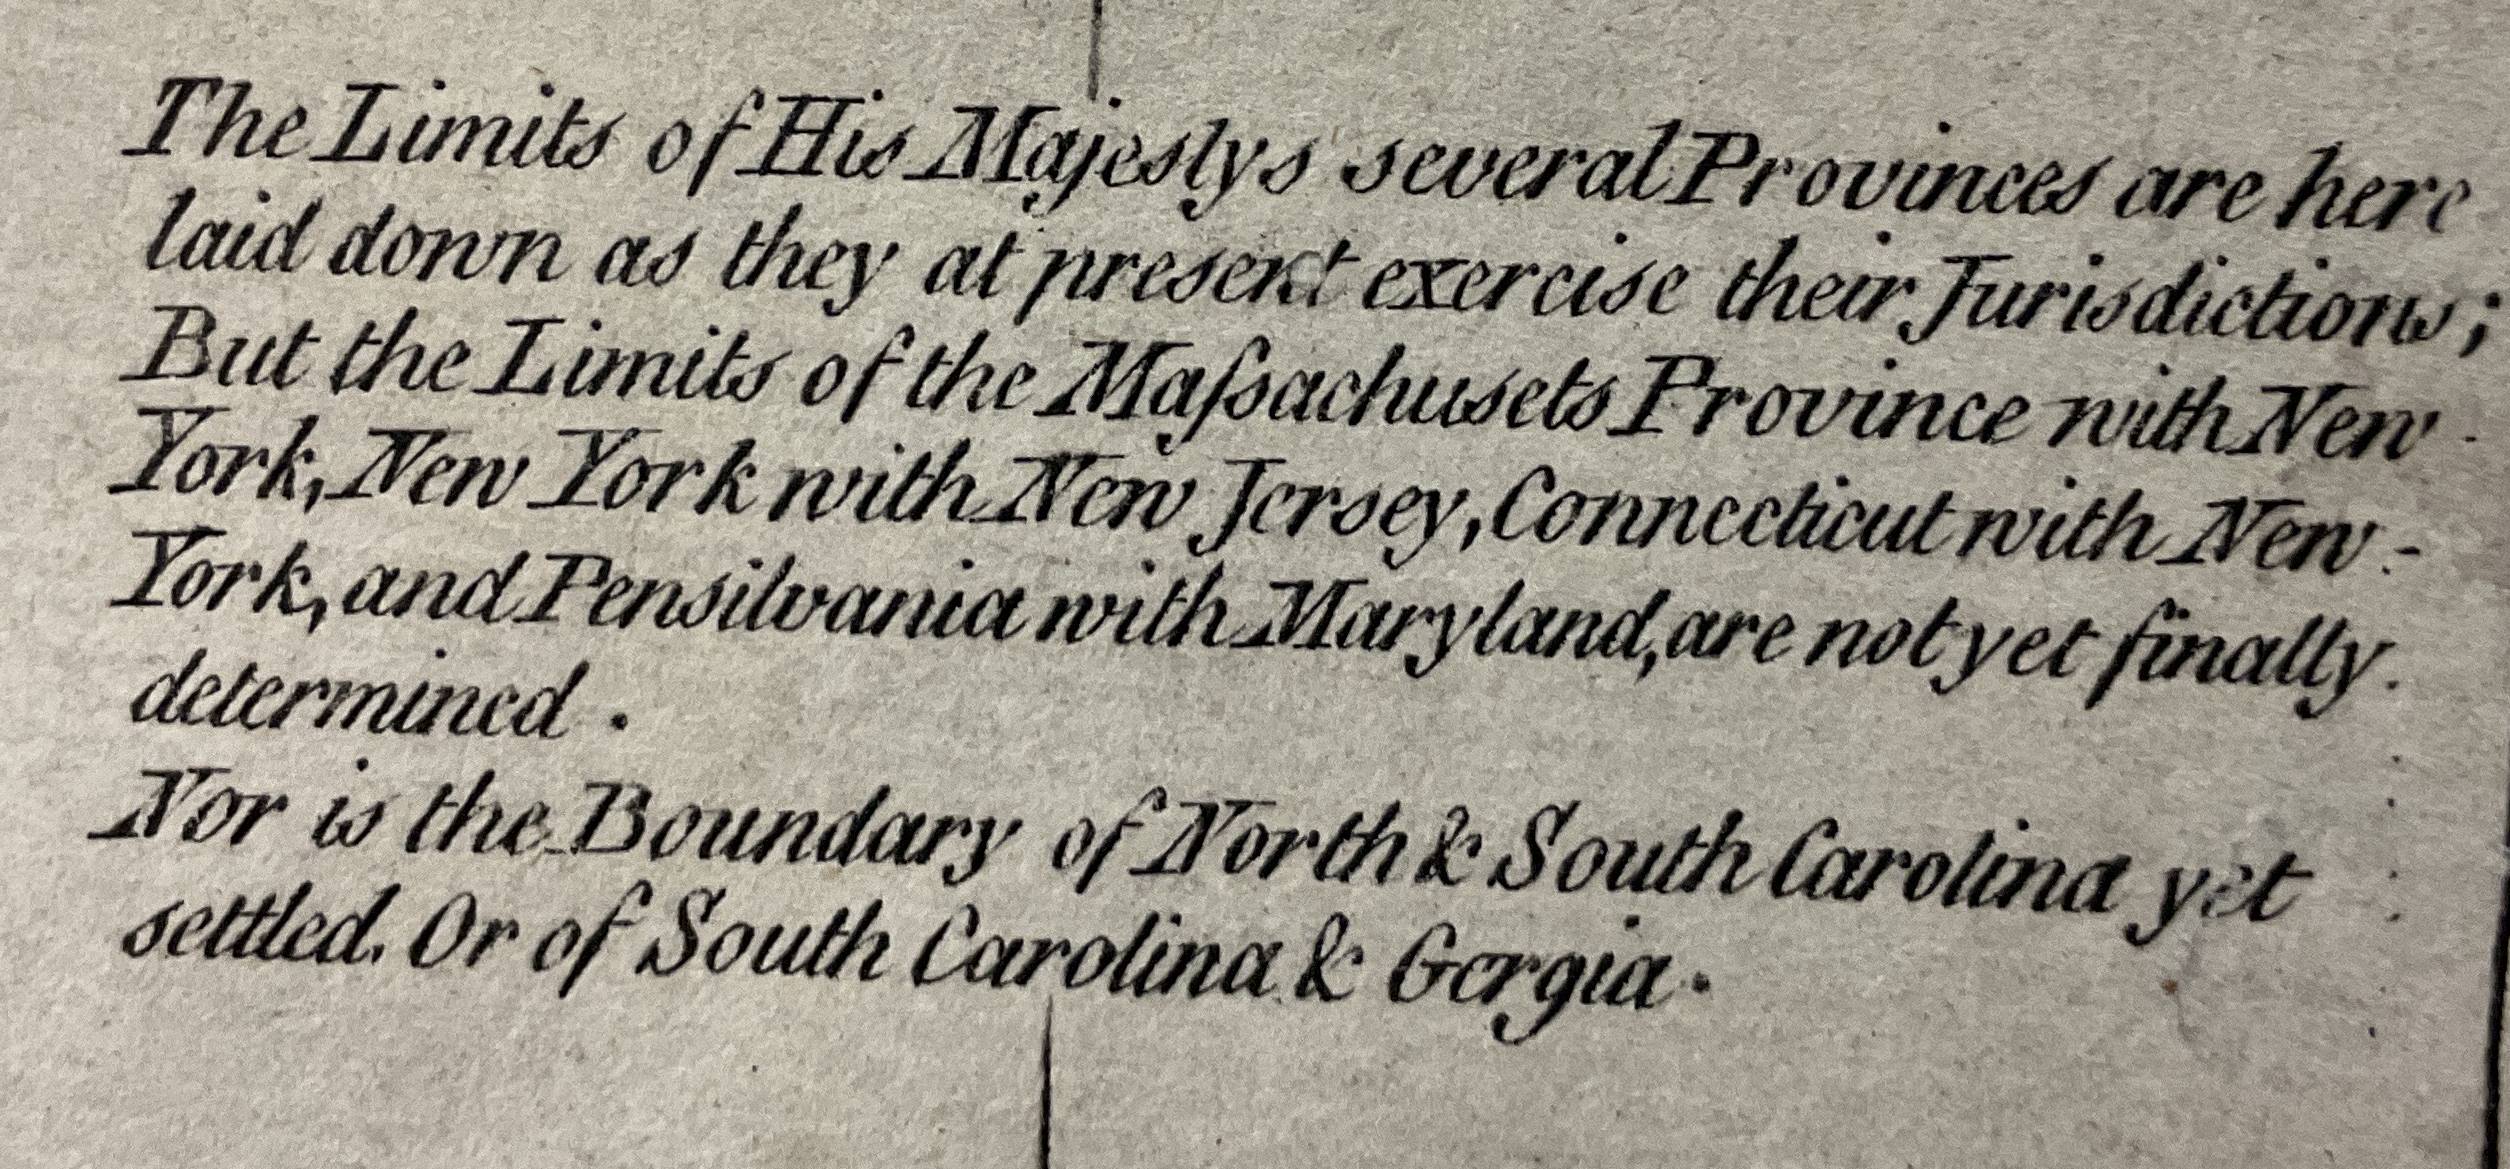 The Limits of His Majestys several Provinces are here
laid down as they at present exercise their Jurisdictions;
But the Limits of the Maſsachusets Province with New-
York, New York with New Jersey, Connecticut with New-
York, and Pensilvania with Maryland, are not yet finally.
determined.
Nor is the Boundary of North & South Carolina yet
settled. Or of South Carolina & Gorgia.